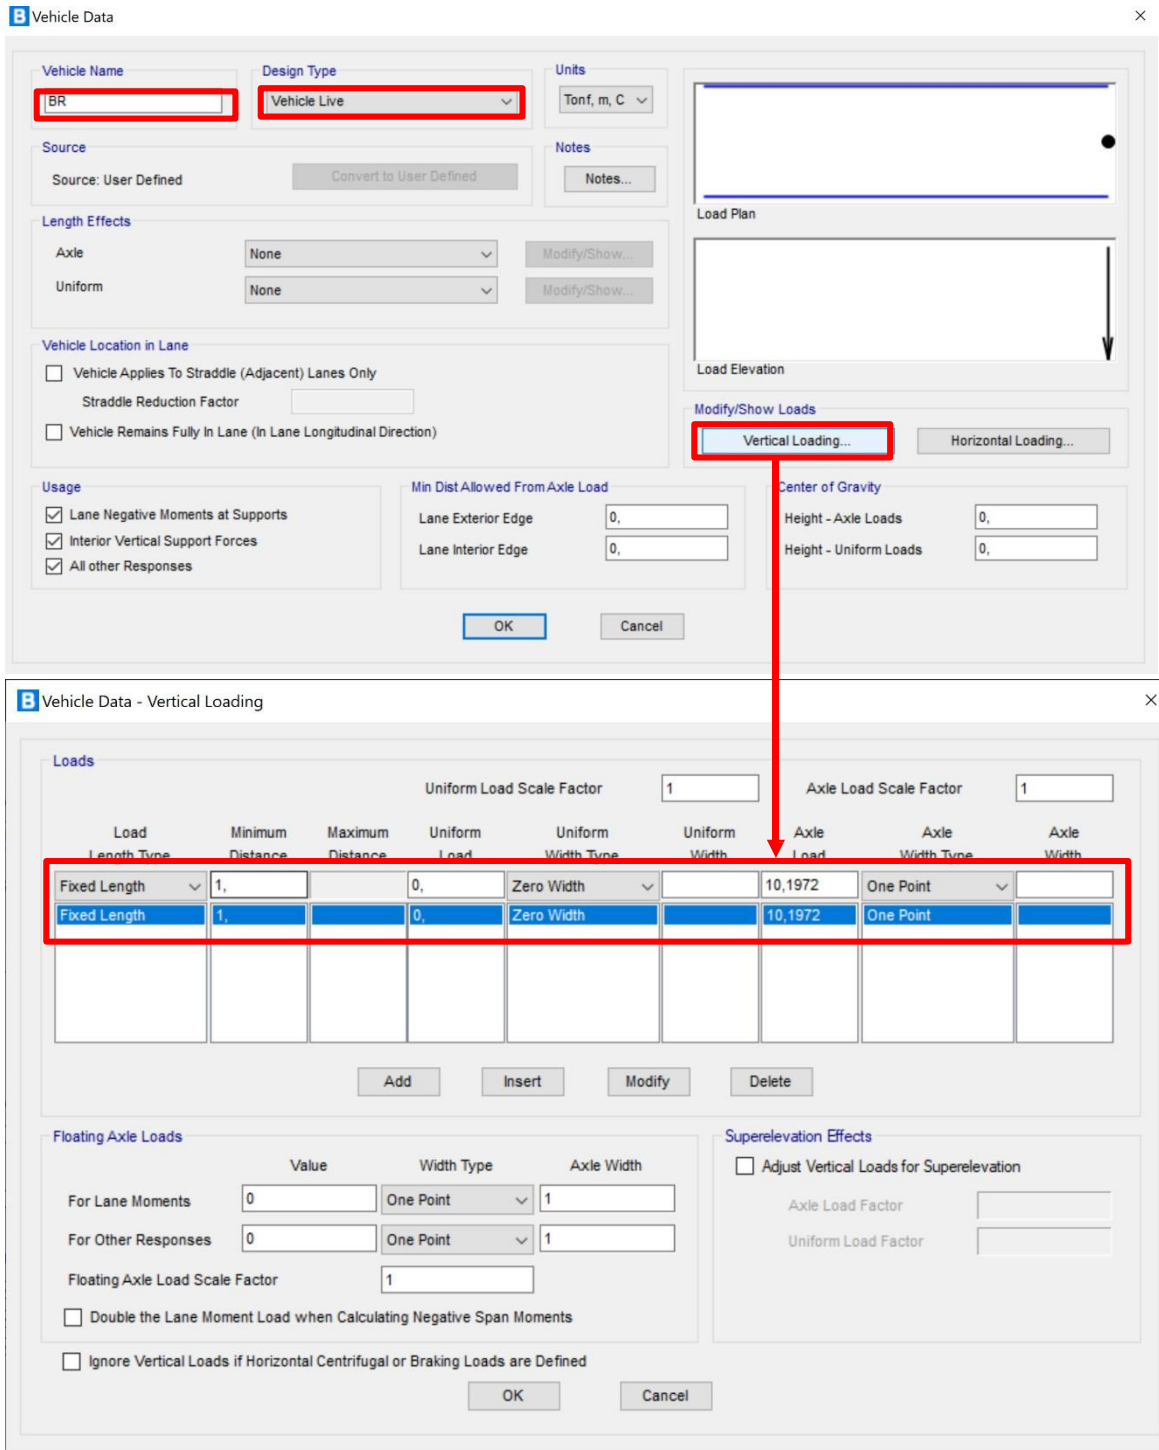 B Vehicle Data
Vehicle Name
BR
Design Type
Vehicle Live
Units
Tonf, m, C
Source
Source: User Defined
Convert to User Defined
Notes
Notes...
Load Plan
Length Effects
Axle
None
Modify/Show...
Uniform
None
Modify/Show...
Load Elevation
Vehicle Location in Lane
Vehicle Applies To Straddle (Adjacent) Lanes Only
Straddle Reduction Factor
Vehicle Remains Fully In Lane (In Lane Longitudinal Direction)
Modify/Show Loads
Vertical Loading...
Horizontal Loading...
Usage
Lane Negative Moments at Supports
Interior Vertical Support Forces
All other Responses
Min Dist Allowed From Axle Load
Lane Exterior Edge
0,
Lane Interior Edge
0,
Center of Gravity
Height - Axle Loads
0,
Height - Uniform Loads
0,
OK
Cancel
B Vehicle Data - Vertical Loading
Loads
Uniform Load Scale Factor
1
Axle Load Scale Factor
1
Load Length Type
Minimum Distance
Maximum Distance
Uniform Load
Uniform Width Type
Uniform Width
Axle Load
Axle Width Type
Axle Width
Fixed Length 1, 0, Zero Width 10,1972 One Point
Fixed Length 1, 0, Zero Width 10,1972 One Point
Add
Insert
Modify
Delete
Floating Axle Loads
Value
Width Type
Axle Width
For Lane Moments
0
One Point
1
For Other Responses
0
One Point
1
Floating Axle Load Scale Factor
1
Double the Lane Moment Load when Calculating Negative Span Moments
Superelevation Effects
Adjust Vertical Loads for Superelevation
Axle Load Factor
Uniform Load Factor
Ignore Vertical Loads if Horizontal Centrifugal or Braking Loads are Defined
OK
Cancel